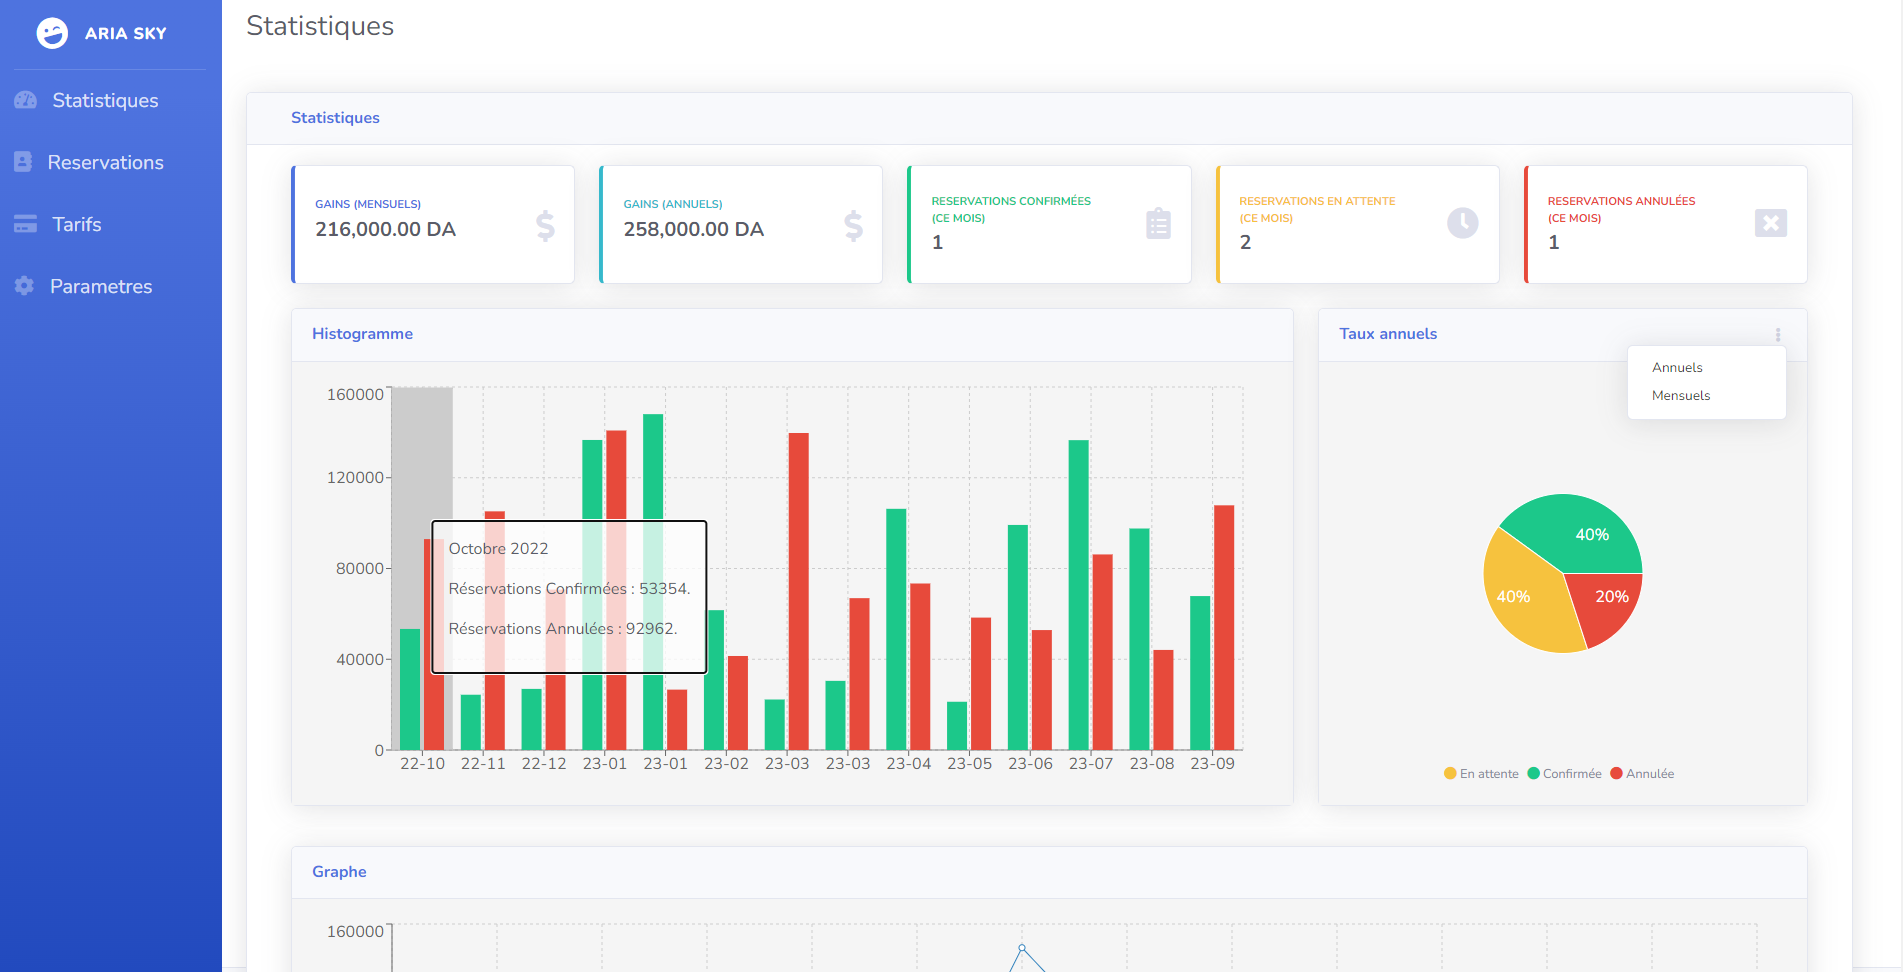 ARIA SKY
Statistiques
Reservations
Tarifs
Parametres
Statistiques
Statistiques
GAINS (MENSUELS)
216,000.00 DA
GAINS (ANNUELS)
258,000.00 DA
RESERVATIONS CONFIRMÉES
(CE MOIS)
1
RESERVATIONS EN ATTENTE
(CE MOIS)
2
RESERVATIONS ANNULÉES
(CE MOIS)
1
Histogramme
160000
120000
80000
40000
0
22-10 22-11 22-12 23-01 23-01 23-02 23-03 23-03 23-04 23-05 23-06 23-07 23-08 23-09
Octobre 2022
Réservations Confirmées : 53354.
Réservations Annulées : 92962.
Taux annuels
Annuels
Mensuels
40%
40%
20%
En attente Confirmée Annulée
Graphe
160000